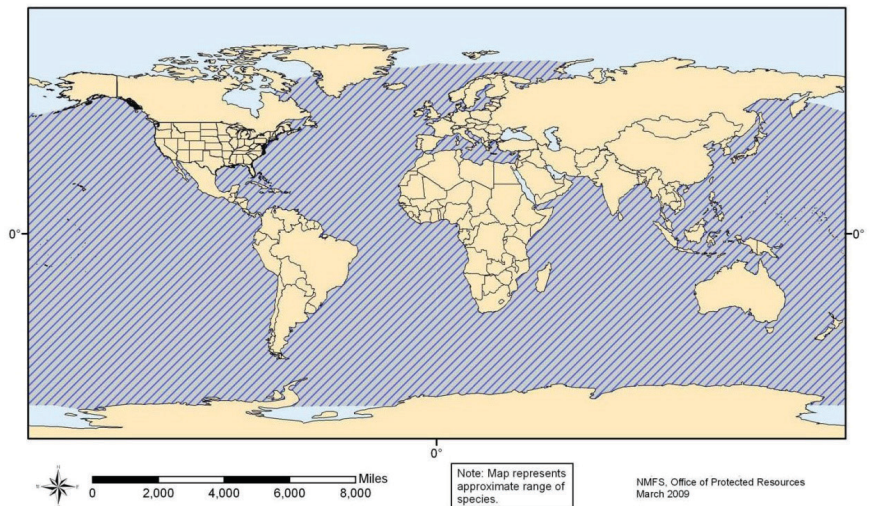 0°
0°
0°
Miles
0 2,000 4,000 6,000 8,000
Note: Map represents
approximate range of
species.
NMFS, Office of Protected Resources
March 2009